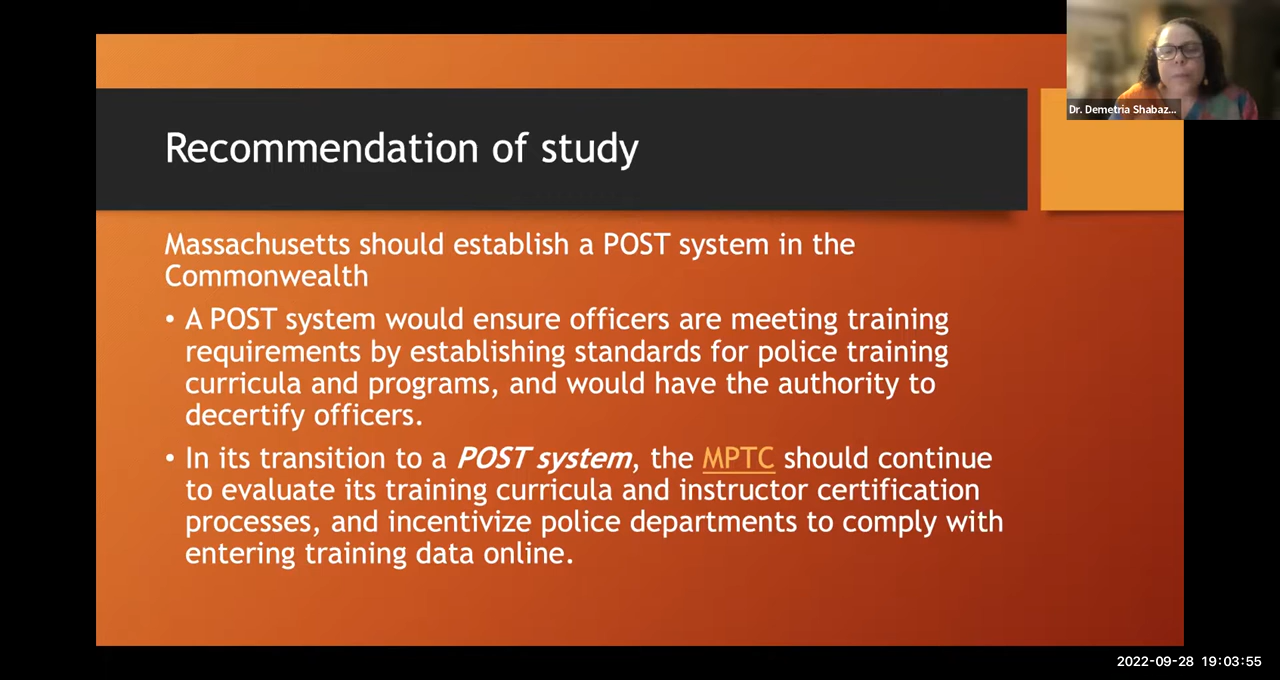 Dr. Demetria Shabaz...
Recommendation of study
Massachusetts should establish a POST system in the
Commonwealth
• A POST system would ensure officers are meeting training
requirements by establishing standards for police training
curricula and programs, and would have the authority to
decertify officers.
• In its transition to a POST system, the MPTC should continue
to evaluate its training curricula and instructor certification
processes, and incentivize police departments to comply with
entering training data online.
2022-09-28 19:03:55